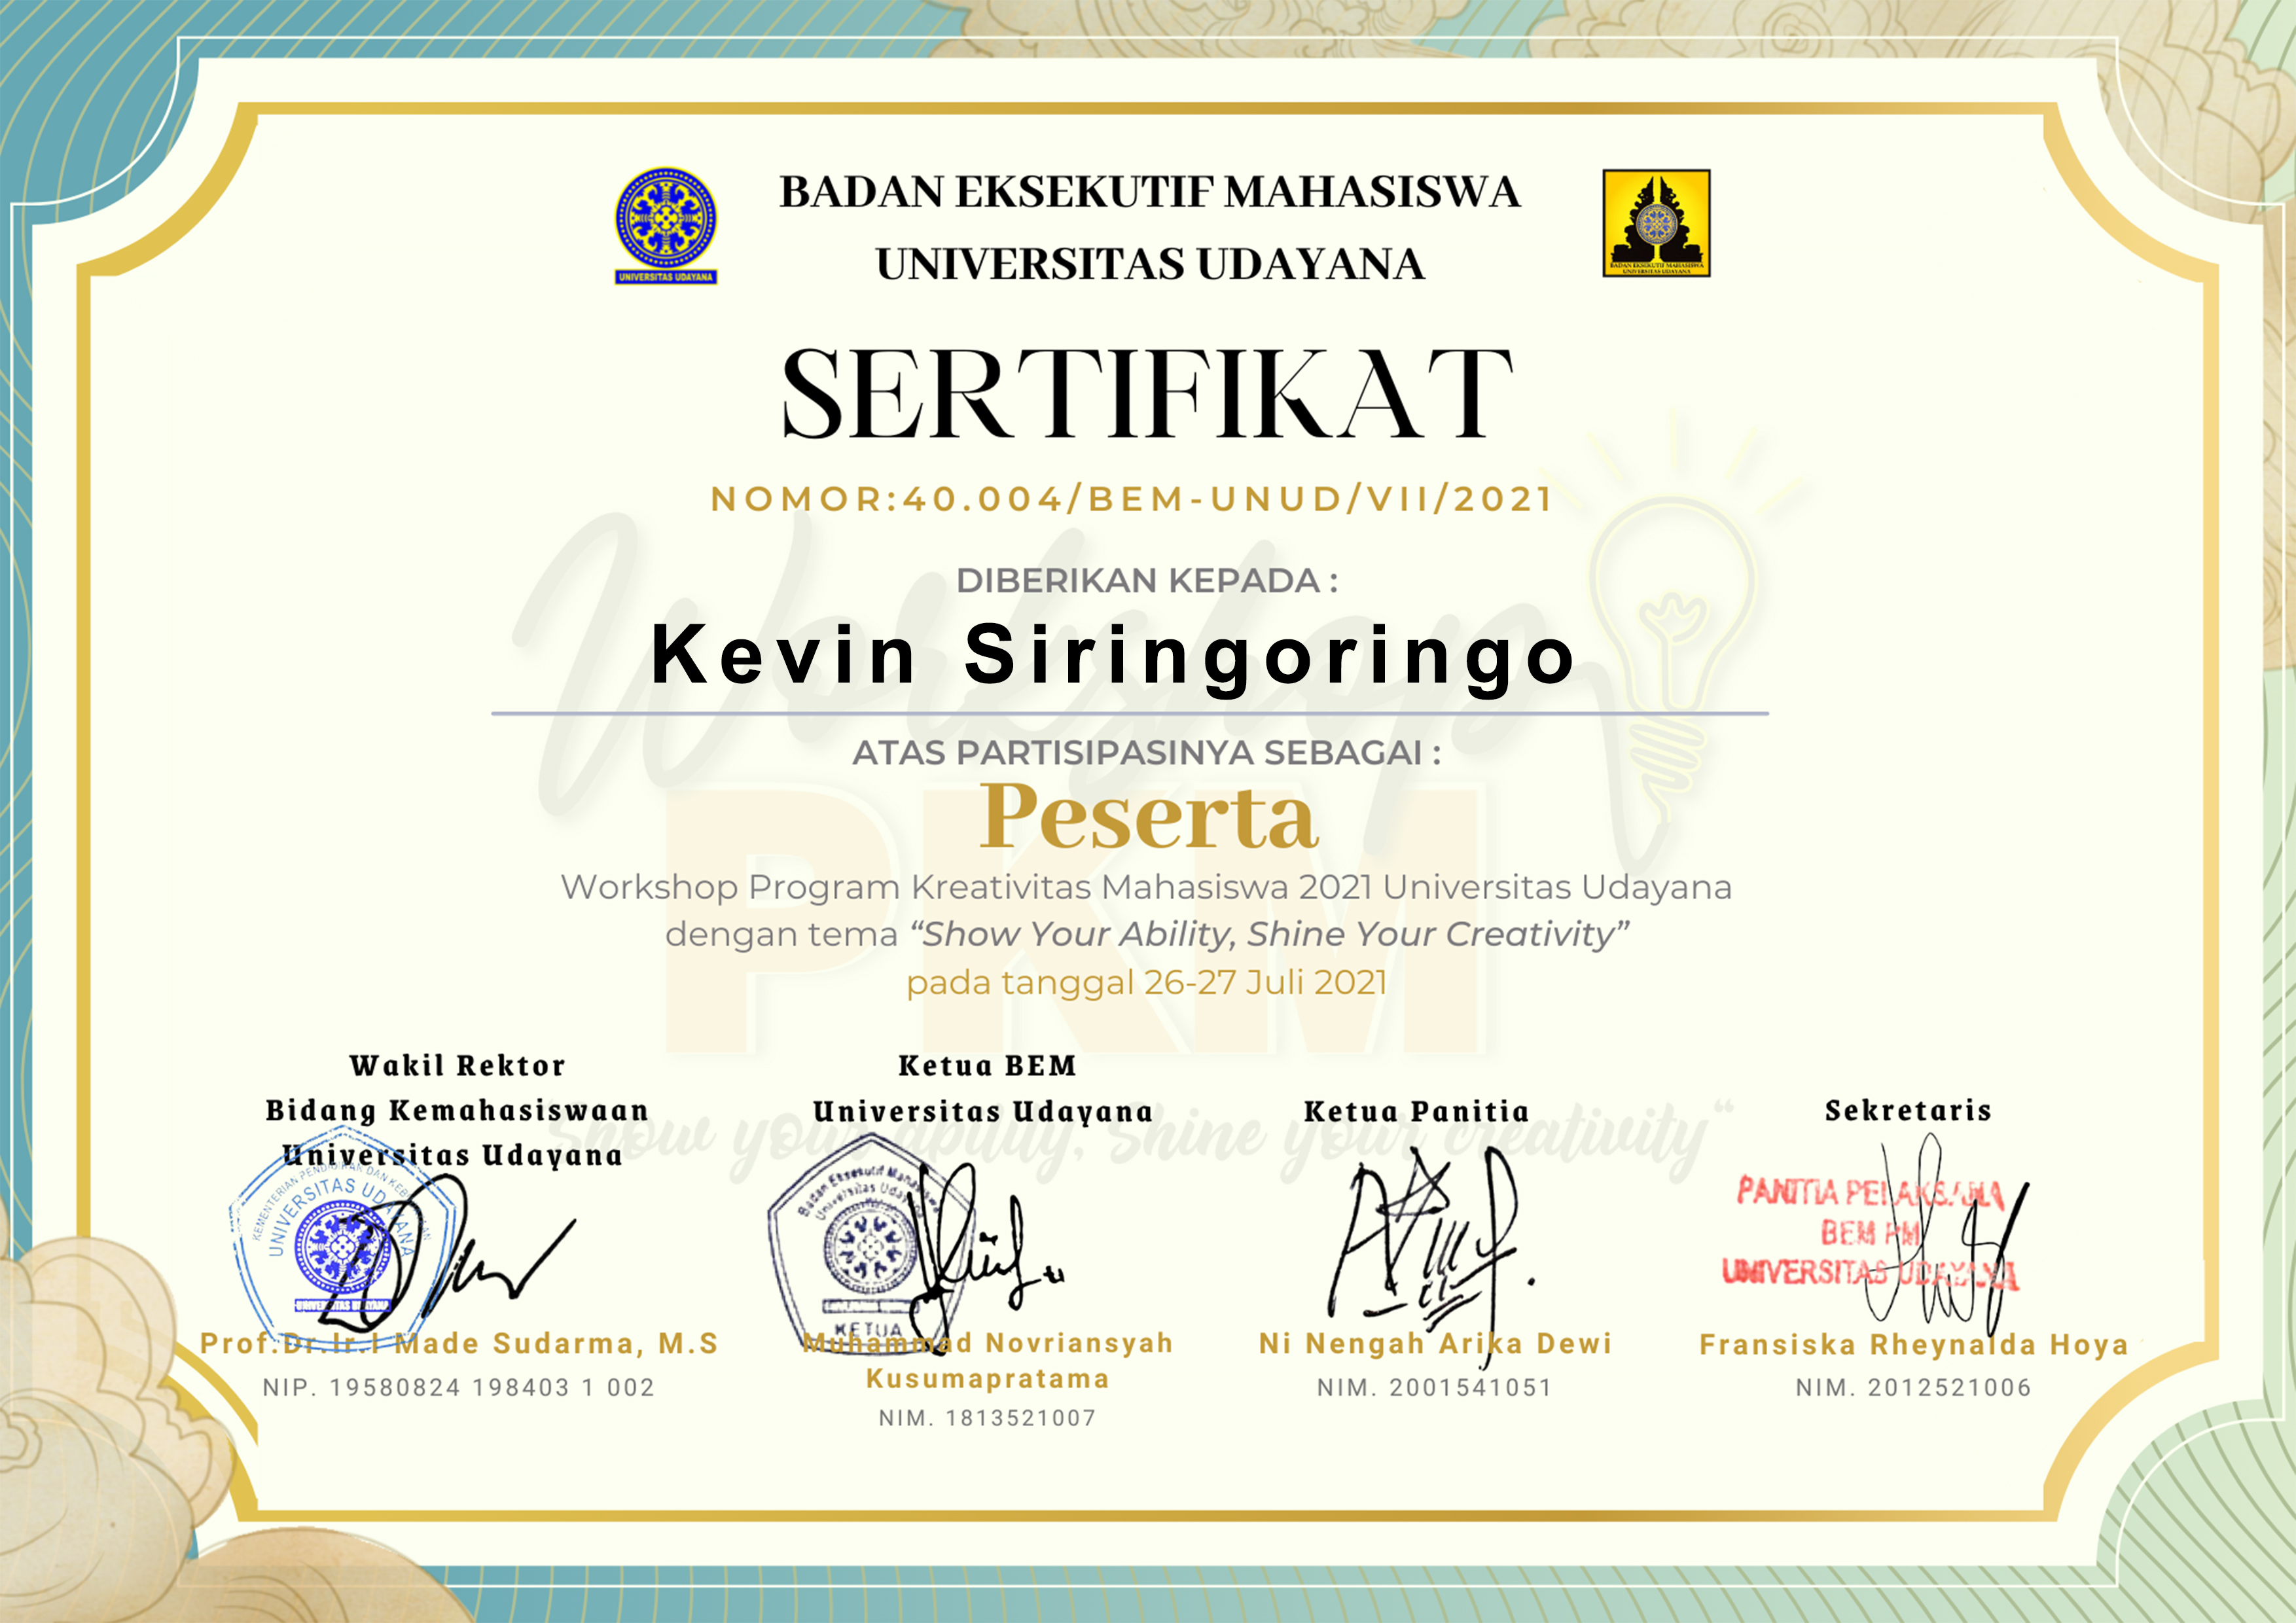 BADAN EKSEKUTIF MAHASISWA
UNIVERSITAS UDAYANA
UNIVERSITAS UDAYANA
BADAN EKSEKUTIF MAHASISWA
UNIVERSITAS UDAYANA
SERTIFIKAT
NOMOR:40.004/BEM-UNUD/VII/2021
DIBERIKAN KEPADA :
Kevin Siringoringo
ATAS PARTISIPASINYA SEBAGAI :
Peserta
Workshop Program Kreativitas Mahasiswa 2021 Universitas Udayana
dengan tema “Show Your Ability, Shine Your Creativity”
pada tanggal 26-27 Juli 2021
Workshop
PKM
"Show your ability, Shine your creativity“
Wakil Rektor
Bidang Kemahasiswaan
Universitas Udayana
KEMENTERIAN PENDIDIKAN DAN KEBUDAYAAN
UNIVERSITAS UDAYANA
UNIVERSITAS UDAYANA
Prof.Dr.Ir.I Made Sudarma, M.S
NIP. 19580824 198403 1 002
Ketua BEM
Universitas Udayana
Badan Eksekutif Mahasiswa
Universitas Udayana
KETUA
Muhammad Novriansyah
Kusumapratama
NIM. 1813521007
Ketua Panitia
Ni Nengah Arika Dewi
NIM. 2001541051
Sekretaris
PANITIA PELAKSANA
BEM PM
UNIVERSITAS UDAYANA
Fransiska Rheynalda Hoya
NIM. 2012521006